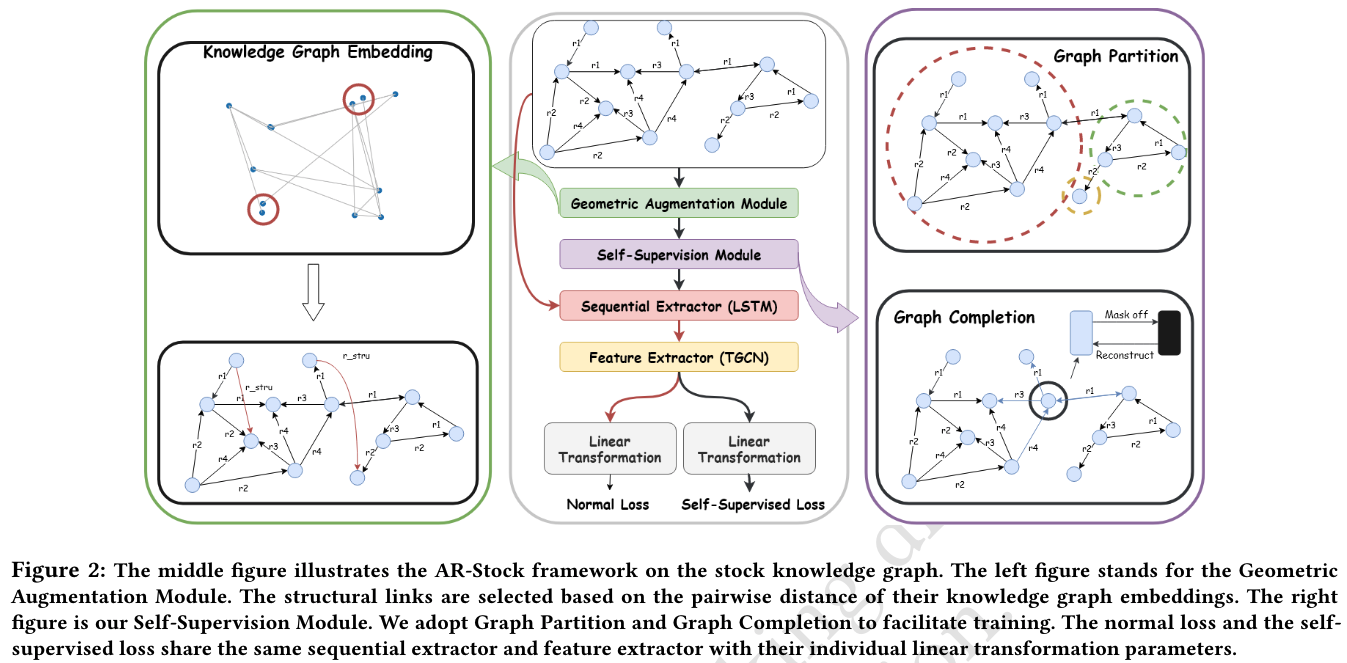 Knowledge Graph Embedding
r1
r_stru
r_stru
r1
r1
r3
r1
r2
r2
r4
r3
r4
r4
r2
r3
r2
r2
r1
r1
r1
r1
r3
r1
r2
r2
r4
r3
r4
r4
r2
r3
r2
r2
r1
Geometric Augmentation Module
Self-Supervision Module
Sequential Extractor (LSTM)
Feature Extractor (TGCN)
Linear
Transformation
Linear
Transformation
Normal Loss
Self-Supervised Loss
Graph Partition
r1
r1
r1
r3
r1
r2
r2
r4
r3
r4
r4
r2
r3
r2
r2
r1
Graph Completion
Mask off
Reconstruct
r1
r1
r1
r3
r1
r2
r2
r4
r3
r4
r4
r2
r3
r2
r2
r1
Figure 2: The middle figure illustrates the AR-Stock framework on the stock knowledge graph. The left figure stands for the Geometric
Augmentation Module. The structural links are selected based on the pairwise distance of their knowledge graph embeddings. The right
figure is our Self-Supervision Module. We adopt Graph Partition and Graph Completion to facilitate training. The normal loss and the self-
supervised loss share the same sequential extractor and feature extractor with their individual linear transformation parameters.